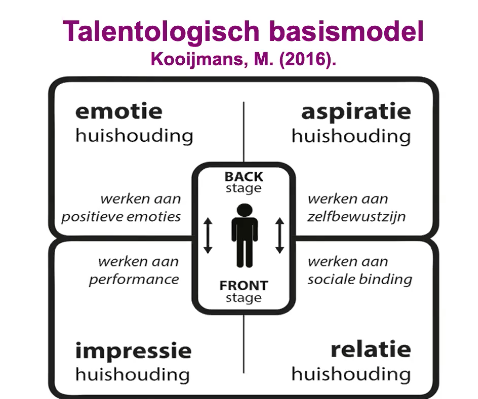 Talentologisch basismodel
Kooijmans, M. (2016).
emotie
huishouding
aspiratie
huishouding
werken aan
positieve emoties
BACK
stage
werken aan
zelfbewustzijn
werken aan
performance
FRONT
stage
werken aan
sociale binding
impressie
huishouding
relatie
huishouding